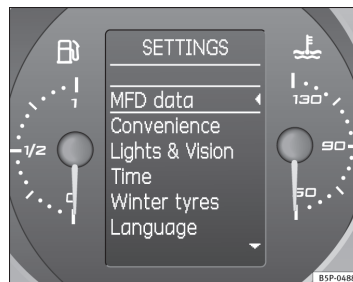 SETTINGS
1
1/2
0
MFD data
Convenience
Lights & Vision
Time
Winter tyres
Language
130
90
50
B5P-0488